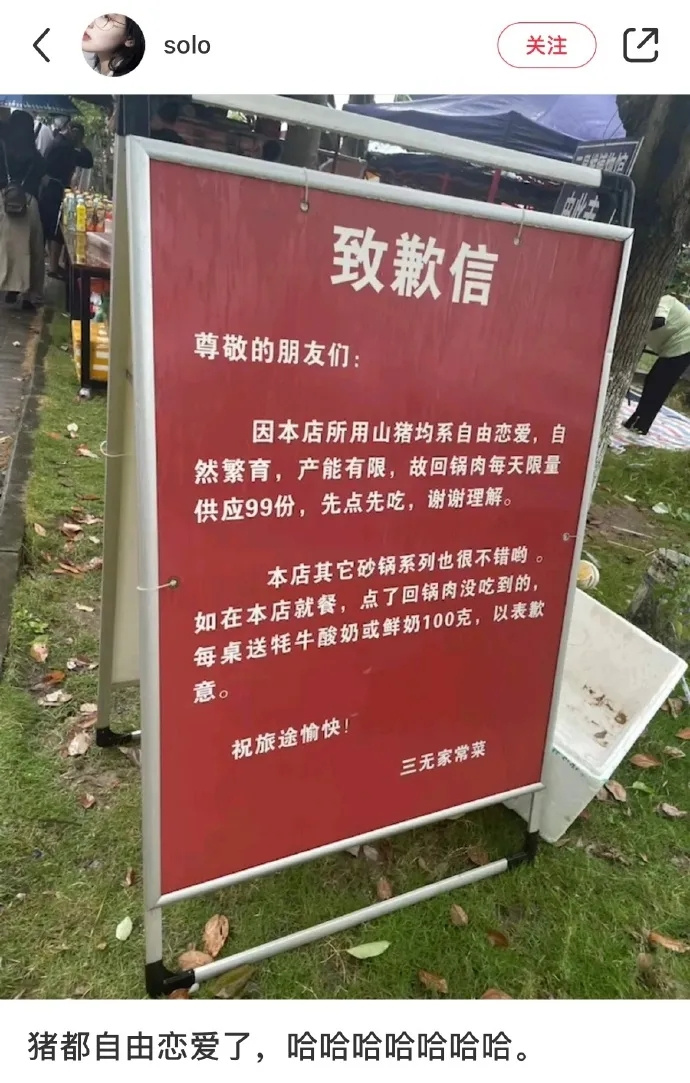 solo
关注
致歉信
尊敬的朋友们：
因本店所用山猪均系自由恋爱，自
然繁育，产能有限，故回锅肉每天限量
供应99份，先点先吃，谢谢理解。
本店其它砂锅系列也很不错哟。
如在本店就餐，点了回锅肉没吃到的，
每桌送牦牛酸奶或鲜奶100克，以表歉
意。
祝旅途愉快！
三无家常菜
猪都自由恋爱了，哈哈哈哈哈哈哈。